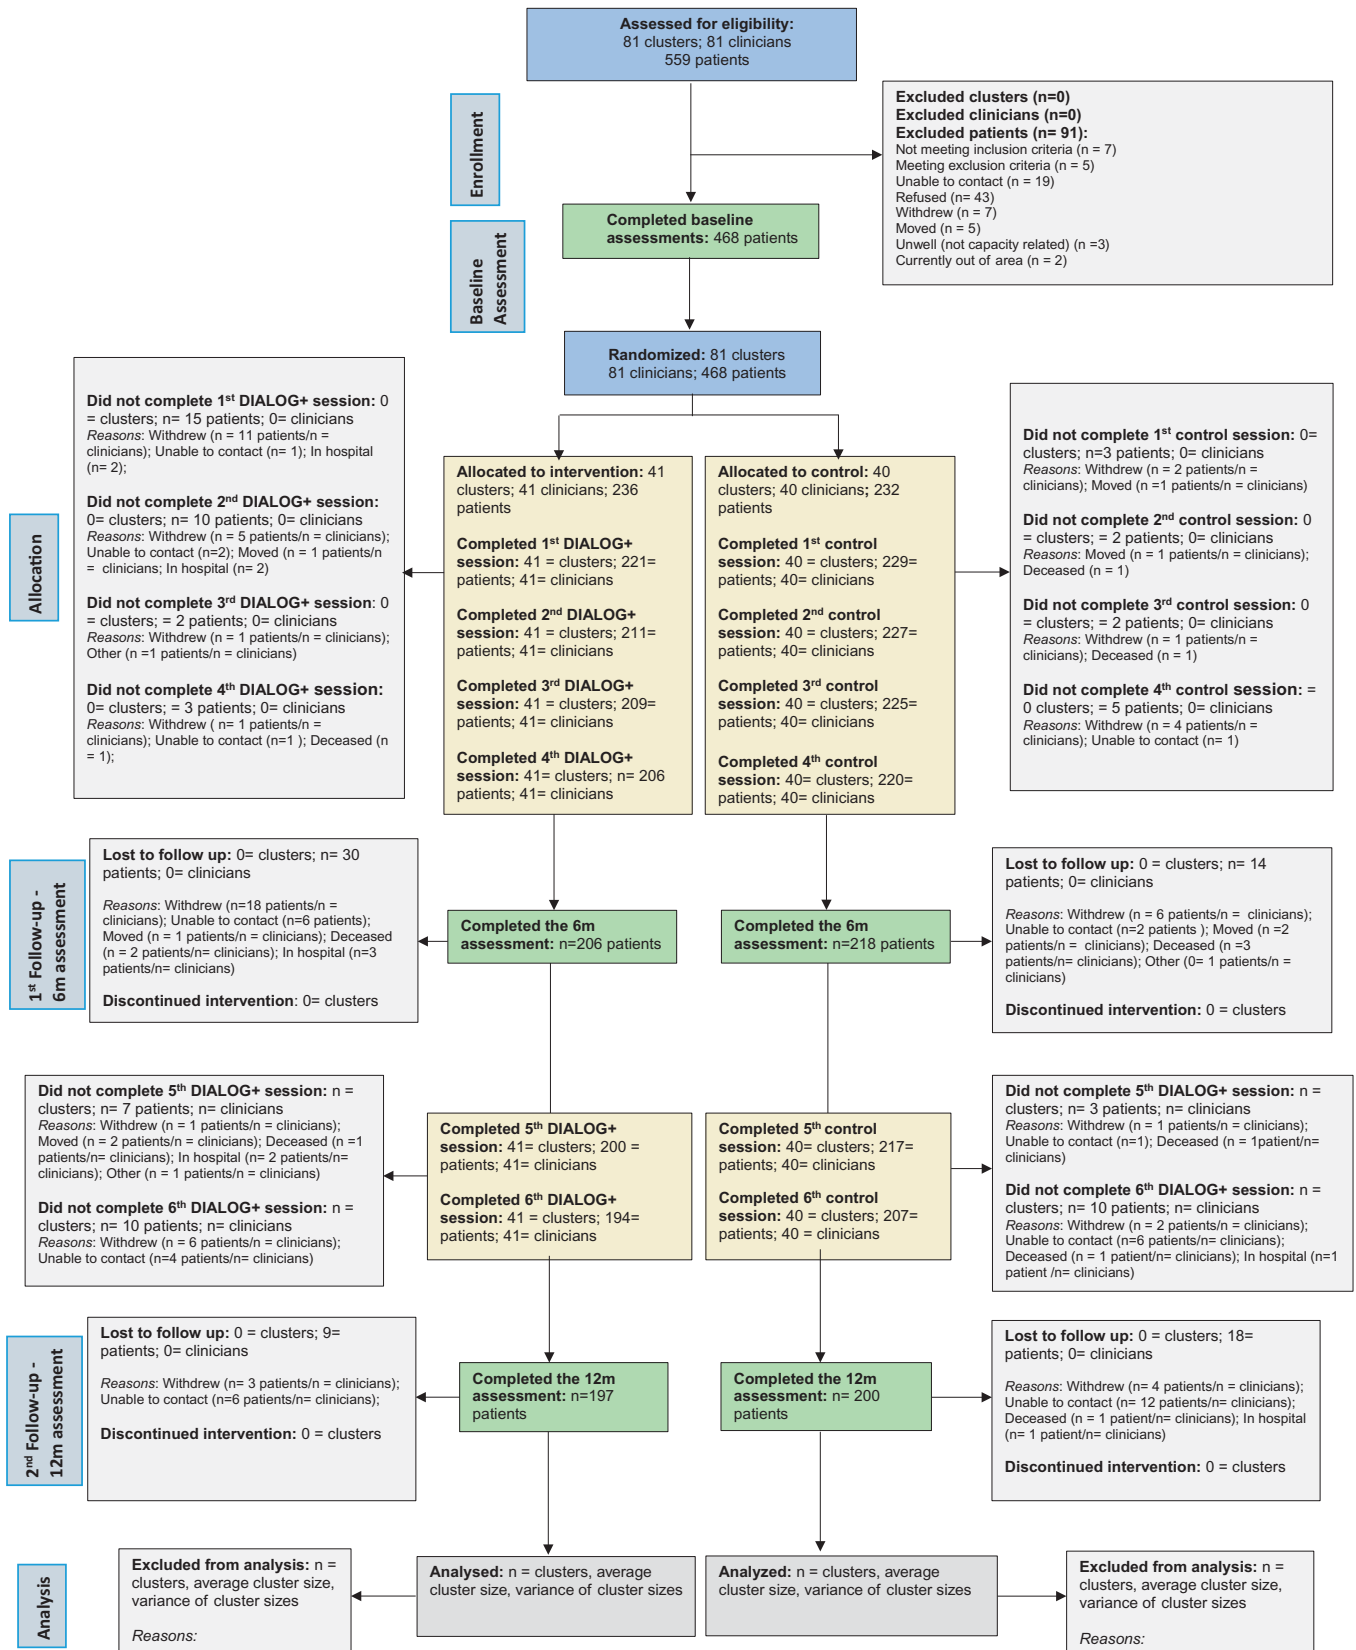 Assessed for eligibility:
81 clusters; 81 clinicians
559 patients
Enrollment
Excluded clusters (n=0)
Excluded clinicians (n=0)
Excluded patients (n= 91):
Not meeting inclusion criteria (n = 7)
Meeting exclusion criteria (n = 5)
Unable to contact (n = 19)
Refused (n= 43)
Withdrew (n = 7)
Moved (n = 5)
Unwell (not capacity related) (n =3)
Currently out of area (n = 2)
Baseline
Assessment
Completed baseline
assessments: 468 patients
Randomized: 81 clusters
81 clinicians; 468 patients
Allocation
Did not complete 1st DIALOG+ session: 0
= clusters; n= 15 patients; 0= clinicians
Reasons: Withdrew (n = 11 patients/n =
clinicians); Unable to contact (n= 1); In hospital
(n= 2);
Did not complete 2nd DIALOG+ session:
0= clusters; n= 10 patients; 0= clinicians
Reasons: Withdrew (n = 5 patients/n = clinicians);
Unable to contact (n=2); Moved (n = 1 patients/n
= clinicians; In hospital (n= 2)
Did not complete 3rd DIALOG+ session: 0
= clusters; = 2 patients; 0= clinicians
Reasons: Withdrew (n = 1 patients/n = clinicians);
Other (n =1 patients/n = clinicians)
Did not complete 4th DIALOG+ session:
0= clusters; = 3 patients; 0= clinicians
Reasons: Withdrew ( n= 1 patients/n =
clinicians); Unable to contact (n=1 ); Deceased (n
= 1);
Allocated to intervention: 41
clusters; 41 clinicians; 236
patients
Completed 1st DIALOG+
session: 41 = clusters; 221=
patients; 41= clinicians
Completed 2nd DIALOG+
session: 41 = clusters; 211=
patients; 41= clinicians
Completed 3rd DIALOG+
session: 41 = clusters; 209=
patients; 41= clinicians
Completed 4th DIALOG+
session: 41= clusters; n= 206
patients; 41= clinicians
Allocated to control: 40
clusters; 40 clinicians; 232
patients
Completed 1st control
session: 40 = clusters; 229=
patients; 40= clinicians
Completed 2nd control
session: 40 = clusters; 227=
patients; 40= clinicians
Completed 3rd control
session: 40 = clusters; 225=
patients; 40= clinicians
Completed 4th control
session: 40= clusters; 220=
patients; 40= clinicians
Did not complete 1st control session: 0=
clusters; n=3 patients; 0= clinicians
Reasons: Withdrew (n = 2 patients/n =
clinicians); Moved (n =1 patients/n = clinicians)
Did not complete 2nd control session: 0
= clusters; = 2 patients; 0= clinicians
Reasons: Moved (n = 1 patients/n = clinicians);
Deceased (n = 1)
Did not complete 3rd control session: 0
= clusters; = 2 patients; 0= clinicians
Reasons: Withdrew (n = 1 patients/n =
clinicians); Deceased (n = 1)
Did not complete 4th control session: =
0 clusters; = 5 patients; 0= clinicians
Reasons: Withdrew (n = 4 patients/n =
clinicians); Unable to contact (n= 1)
1st Follow-up -
6m assessment
Lost to follow up: 0= clusters; n= 30
patients; 0= clinicians
Reasons: Withdrew (n=18 patients/n =
clinicians); Unable to contact (n=6 patients);
Moved (n = 1 patients/n = clinicians); Deceased
(n = 2 patients/n= clinicians); In hospital (n=3
patients/n= clinicians)
Discontinued intervention: 0= clusters
Completed the 6m
assessment: n=206 patients
Completed the 6m
assessment: n=218 patients
Lost to follow up: 0 = clusters; n= 14
patients; 0= clinicians
Reasons: Withdrew (n = 6 patients/n = clinicians);
Unable to contact (n=2 patients ); Moved (n =2
patients/n = clinicians); Deceased (n =3
patients/n= clinicians); Other (0= 1 patients/n =
clinicians)
Discontinued intervention: 0 = clusters
Did not complete 5th DIALOG+ session: n =
clusters; n= 7 patients; n= clinicians
Reasons: Withdrew (n = 1 patients/n = clinicians);
Moved (n = 2 patients/n = clinicians); Deceased (n =1
patients/n= clinicians); In hospital (n= 2 patients/n=
clinicians); Other (n = 1 patients/n = clinicians)
Did not complete 6th DIALOG+ session: n =
clusters; n= 10 patients; n= clinicians
Reasons: Withdrew (n = 6 patients/n = clinicians);
Unable to contact (n=4 patients/n= clinicians)
Completed 5th DIALOG+
session: 41= clusters; 200 =
patients; 41= clinicians
Completed 6th DIALOG+
session: 41 = clusters; 194=
patients; 41= clinicians
Completed 5th control
session: 40= clusters; 217=
patients; 40= clinicians
Completed 6th control
session: 40 = clusters; 207=
patients; 40 = clinicians
Did not complete 5th DIALOG+ session: n =
clusters; n= 3 patients; n= clinicians
Reasons: Withdrew (n = 1 patients/n = clinicians);
Unable to contact (n=1); Deceased (n = 1patient/n=
clinicians)
Did not complete 6th DIALOG+ session: n =
clusters; n= 10 patients; n= clinicians
Reasons: Withdrew (n = 2 patients/n = clinicians);
Unable to contact (n=6 patients/n= clinicians);
Deceased (n = 1 patient/n= clinicians); In hospital (n=1
patient /n= clinicians)
2nd Follow-up -
12m assessment
Lost to follow up: 0 = clusters; 9=
patients; 0= clinicians
Reasons: Withdrew (n= 3 patients/n = clinicians);
Unable to contact (n=6 patients/n= clinicians);
Discontinued intervention: 0 = clusters
Completed the 12m
assessment: n=197
patients
Completed the 12m
assessment: n= 200
patients
Lost to follow up: 0 = clusters; 18=
patients; 0= clinicians
Reasons: Withdrew (n= 4 patients/n = clinicians);
Unable to contact (n= 12 patients/n= clinicians);
Deceased (n = 1 patient/n= clinicians); In hospital
(n= 1 patient/n= clinicians)
Discontinued intervention: 0 = clusters
Analysis
Excluded from analysis: n =
clusters, average cluster size,
variance of cluster sizes
Reasons:
Analysed: n = clusters, average
cluster size, variance of cluster sizes
Analyzed: n = clusters, average
cluster size, variance of cluster sizes
Excluded from analysis: n =
clusters, average cluster size,
variance of cluster sizes
Reasons: